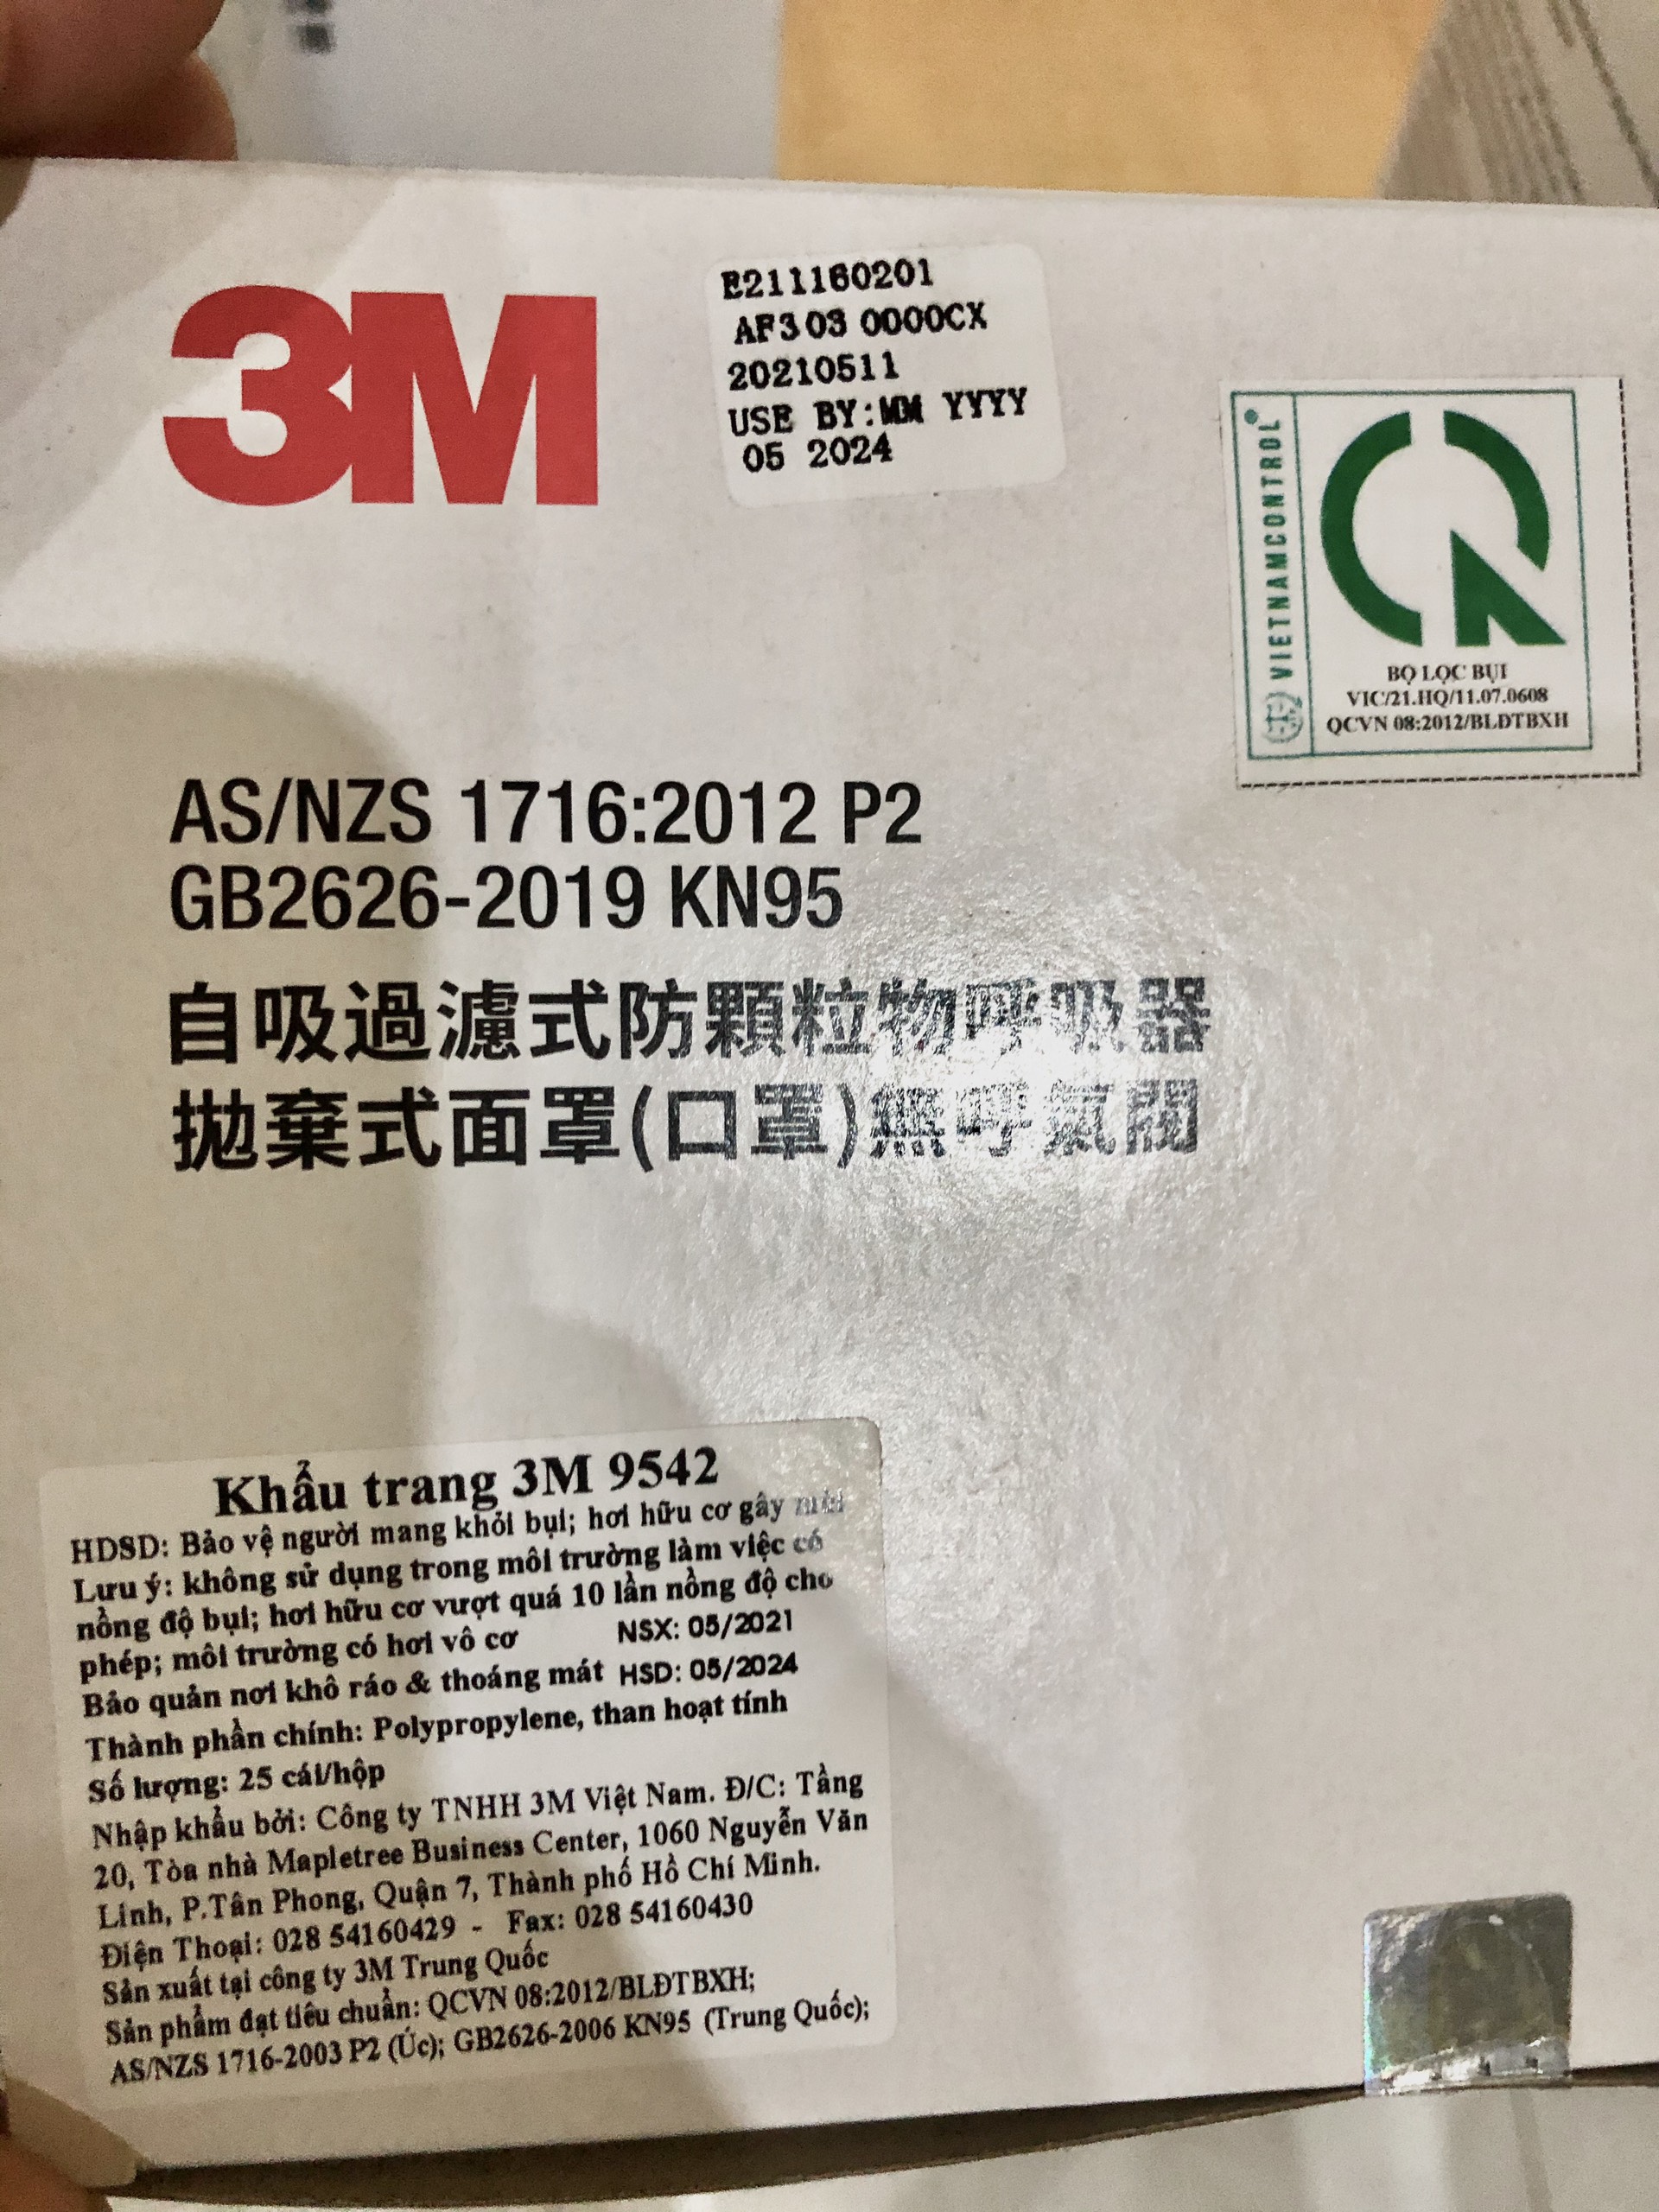 3M
E211160201
AF303 0000CX
20210511
USE BY:MM YYYY
05 2024
VIETNAMCONTROL®
BỘ LỌC BỤI
VIC/21.HQ/11.07.0608
QCVN 08:2012/BLĐTBXH
AS/NZS 1716:2012 P2
GB2626-2019 KN95
自吸過濾式防顆粒物呼吸器
拋棄式面罩(口罩)無呼氣閥
Khẩu trang 3M 9542
HDSD: Bảo vệ người mang khỏi bụi; hơi hữu cơ gây mùi
Lưu ý: không sử dụng trong môi trường làm việc có
nồng độ bụi; hơi hữu cơ vượt quá 10 lần nồng độ cho
phép; môi trường có hơi vô cơ NSX: 05/2021
Bảo quản nơi khô ráo & thoáng mát HSD: 05/2024
Thành phần chính: Polypropylene, than hoạt tính
Số lượng: 25 cái/hộp
Nhập khẩu bởi: Công ty TNHH 3M Việt Nam. Đ/C: Tầng
20, Tòa nhà Mapletree Business Center, 1060 Nguyễn Văn
Linh, P.Tân Phong, Quận 7, Thành phố Hồ Chí Minh.
Điện Thoại: 028 54160429 - Fax: 028 54160430
Sản xuất tại công ty 3M Trung Quốc
Sản phẩm đạt tiêu chuẩn: QCVN 08:2012/BLĐTBXH;
AS/NZS 1716-2003 P2 (Úc); GB2626-2006 KN95 (Trung Quốc);